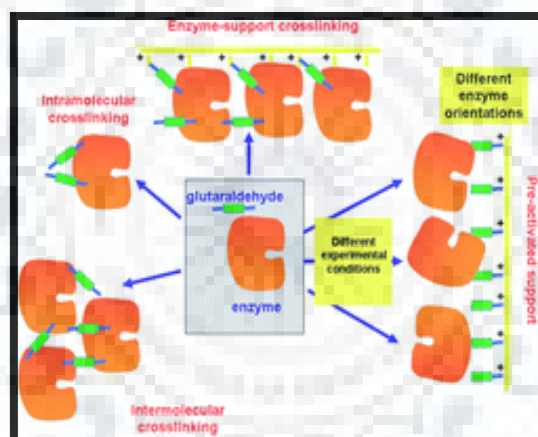 Enzyme-support crosslinking
Intramolecular
crosslinking
Different
enzyme
orientations
glutaraldehyde
enzyme
Different
experimental
conditions
Pre-activated support
Intermolecular
crosslinking